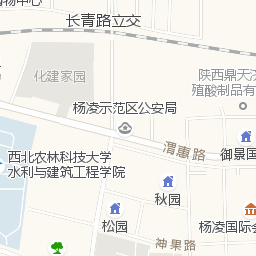 长青路立交
化建家园
陕西鼎天济
殖酸制品有
杨凌示范区公安局
渭惠路
御景国
西北农林科技大学
水利与建筑工程学院
秋园
杨凌国际会
松园
神果路